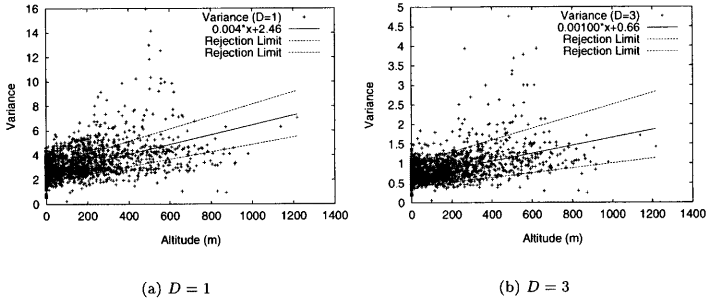 Variance (D=1)
0.004*x+2.46
Rejection Limit
Rejection Limit
16
14
12
10
8
6
4
2
0
Variance
0 200 400 600 800 1000 1200 1400
Altitude (m)
(a) D = 1
Variance (D=3)
0.00100*x+0.66
Rejection Limit
Rejection Limit
5
4.5
4
3.5
3
2.5
2
1.5
1
0.5
0
Variance
0 200 400 600 800 1000 1200 1400
Altitude (m)
(b) D = 3